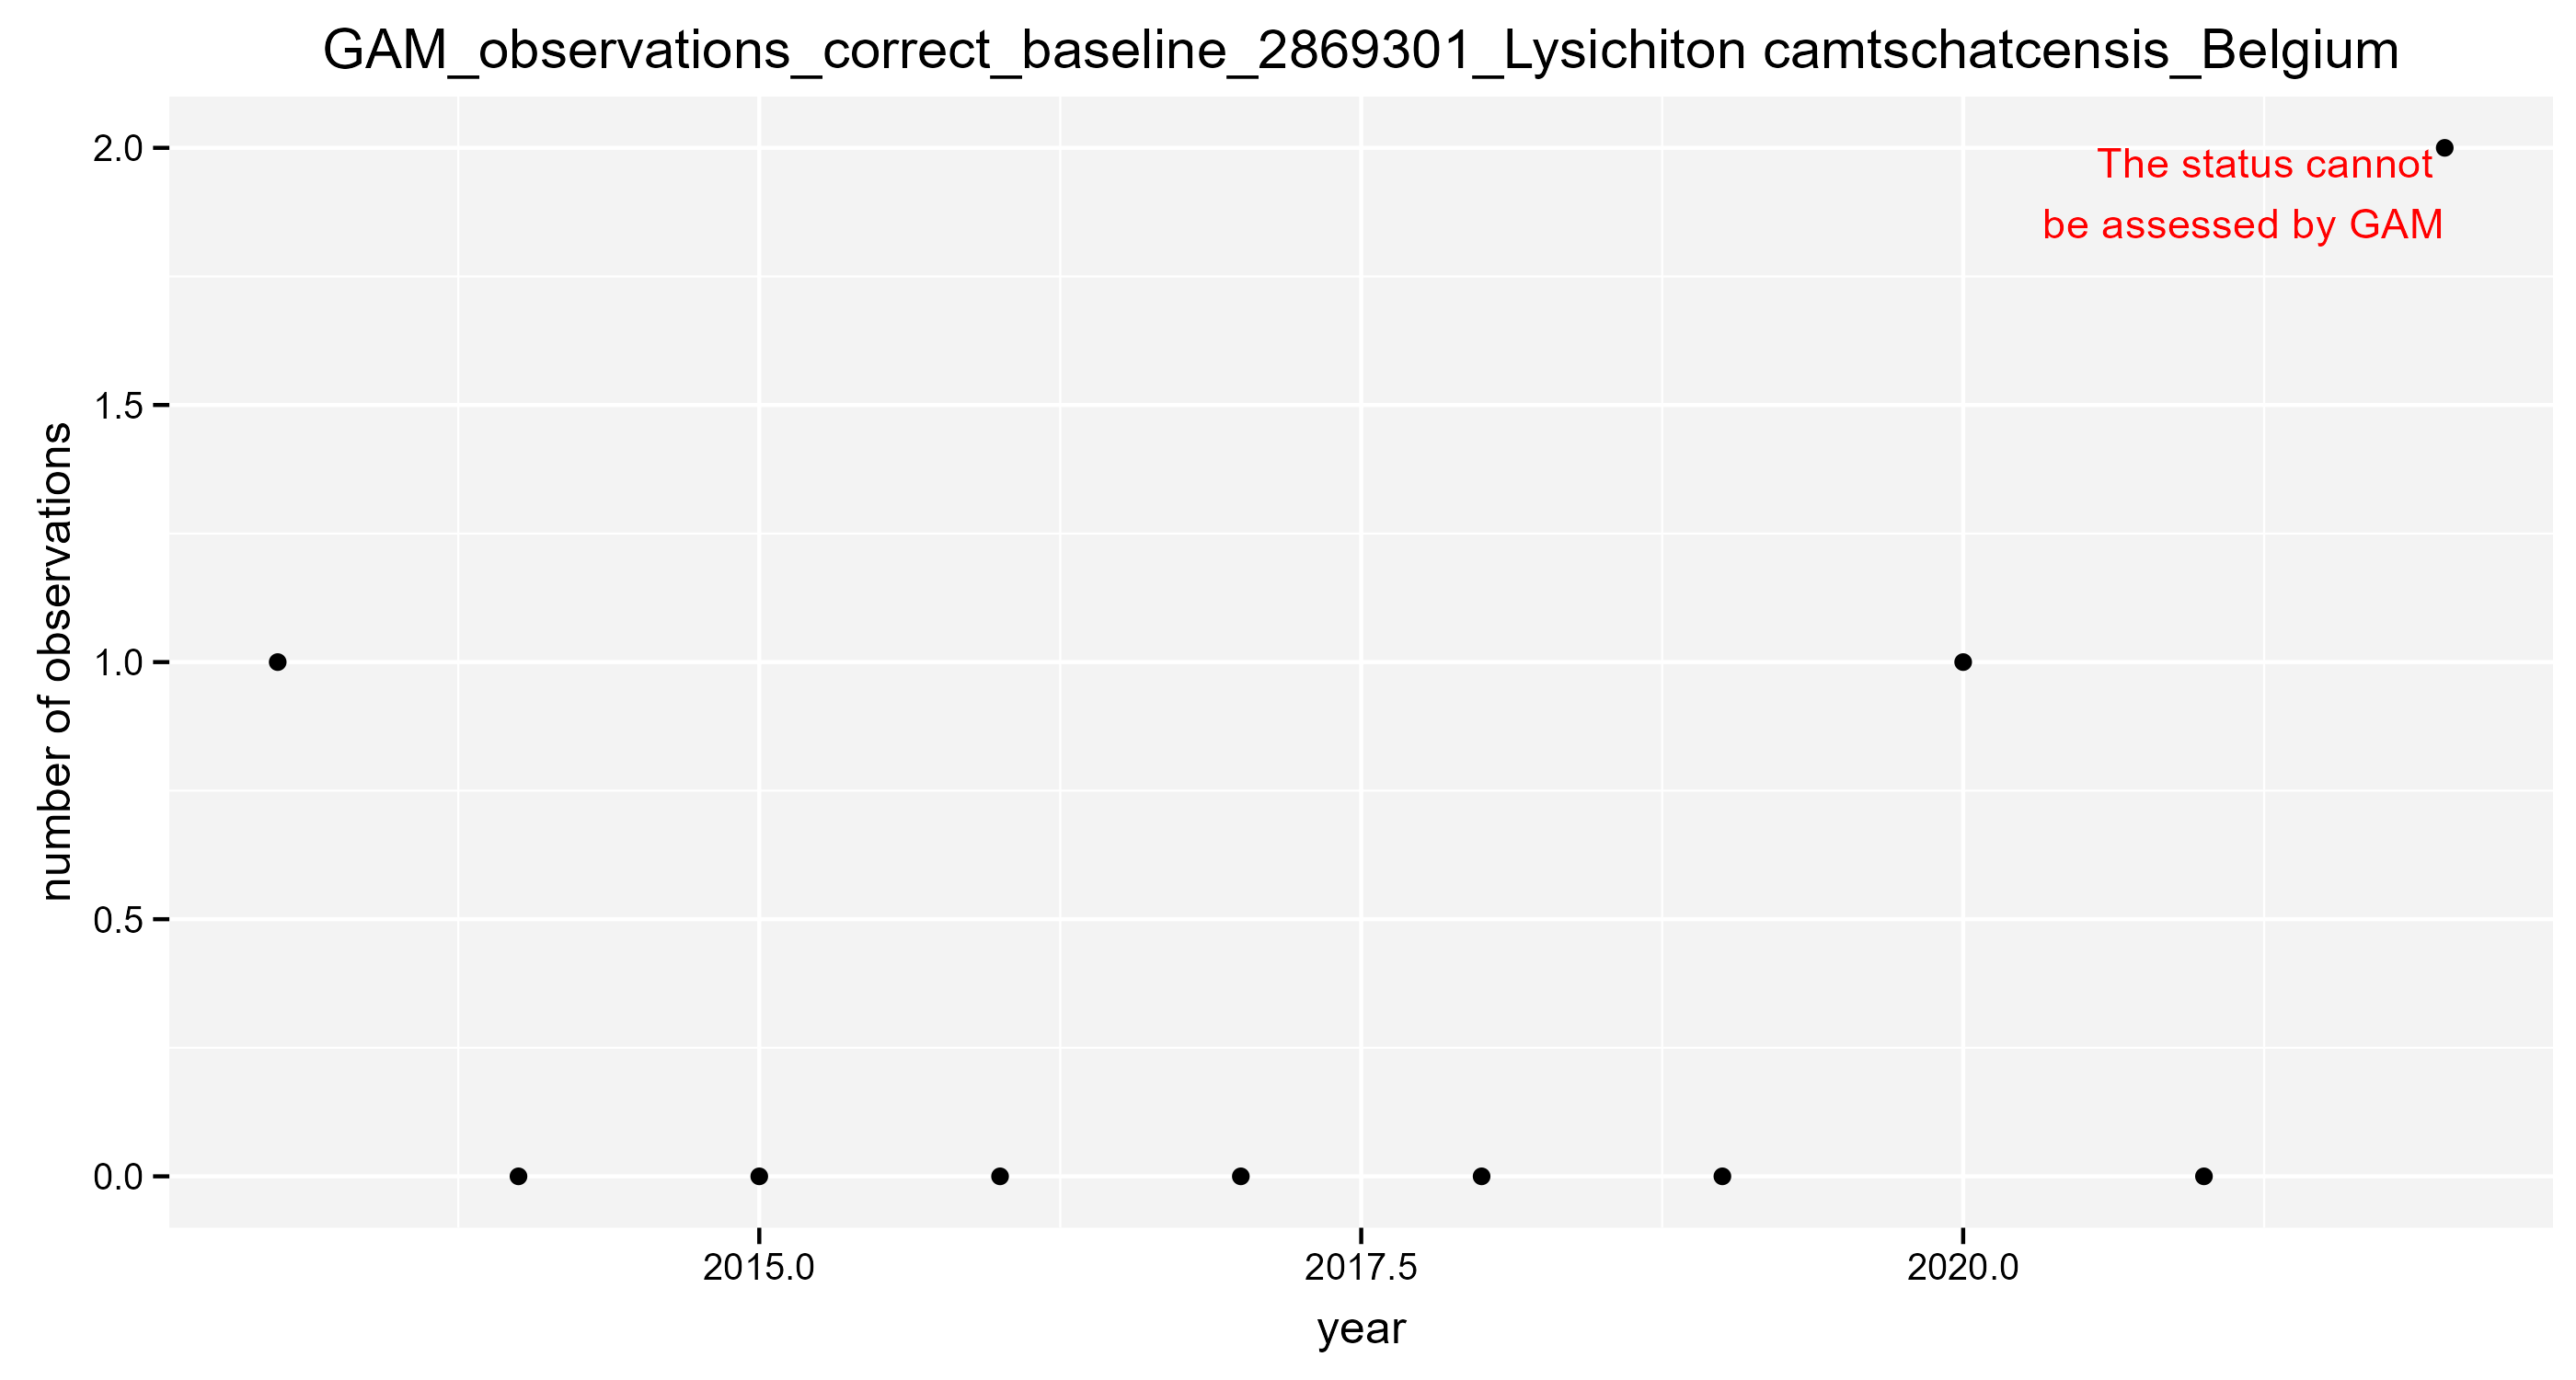 GAM_observations_correct_baseline_2869301_Lysichiton camtschatcensis_Belgium
2.0
The status cannot
be assessed by GAM
1.5
number of observations
1.0
0.5
0.0
2015.0 2017.5 2020.0
year